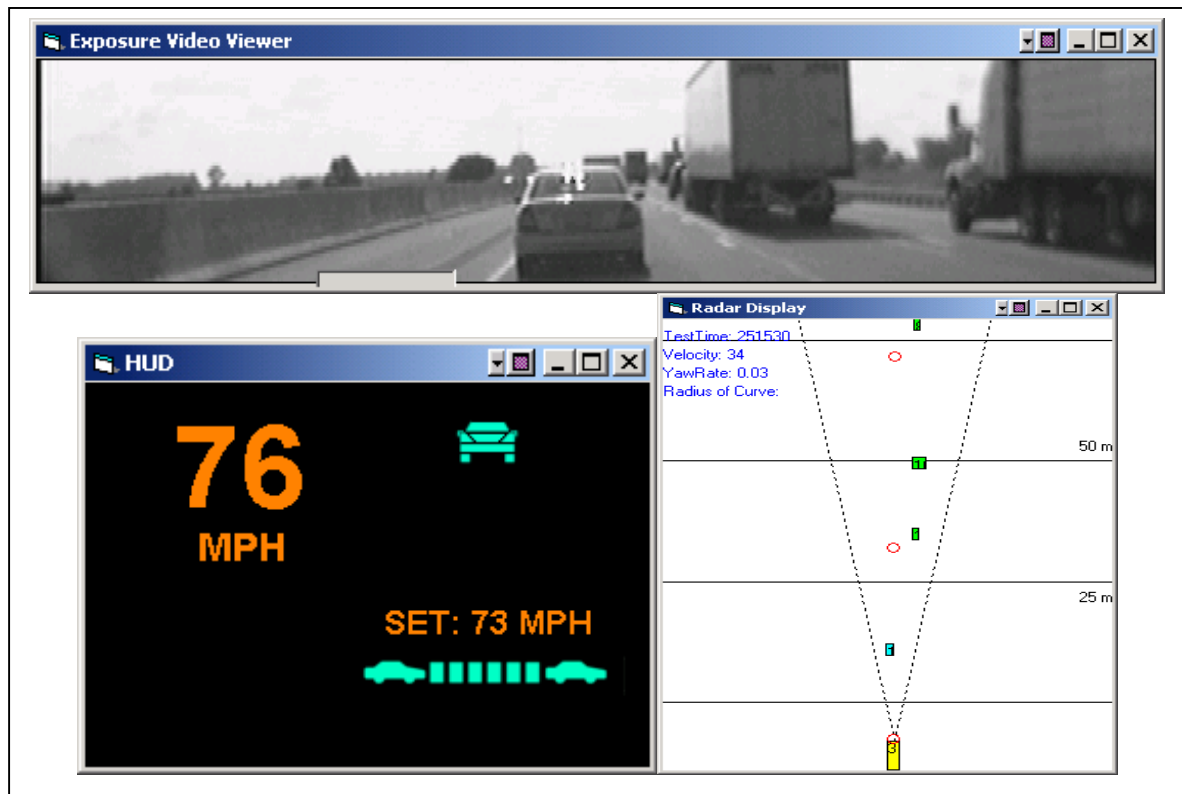 Exposure Video Viewer
Radar Display
TestTime: 251530
Velocity: 34
YawRate: 0.03
Radius of Curve:
50 m
25 m
3
HUD
76
MPH
SET: 73 MPH